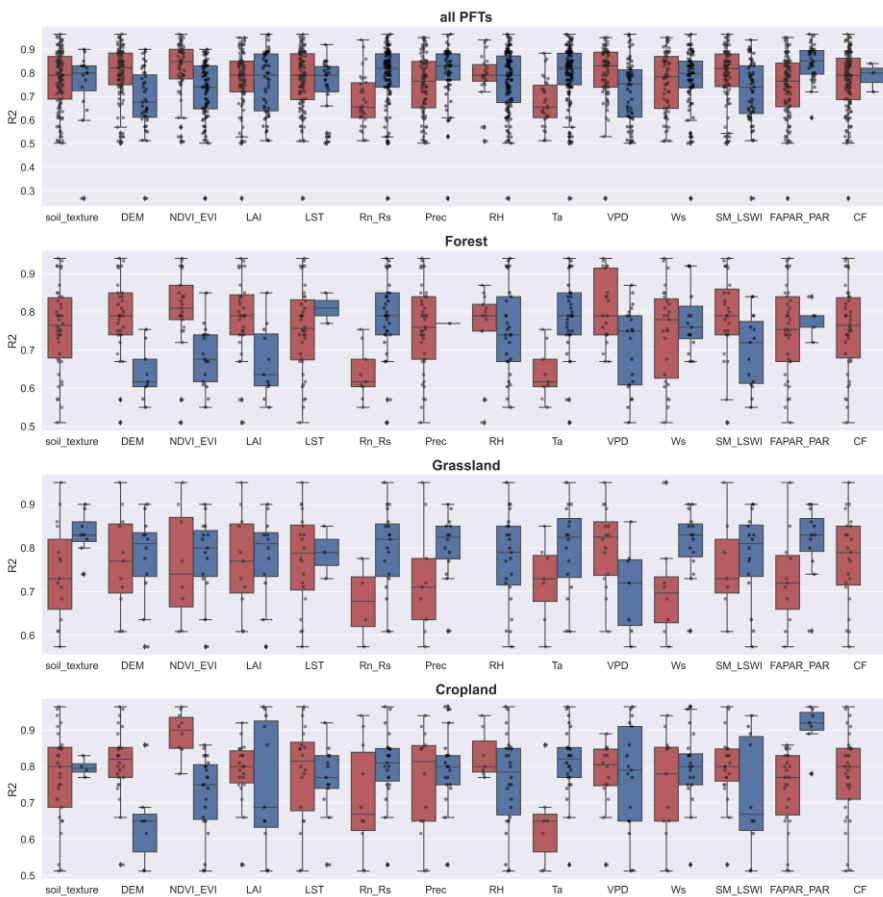 all PFTs
0.9
0.8
0.7
0.6
0.5
0.4
0.3
R2
soil_texture DEM NDVI_EVI LAI LST Rn_Rs Prec RH Ta VPD Ws SM_LSWI FAPAR_PAR CF
Forest
0.9
0.8
0.7
0.6
0.5
R2
soil_texture DEM NDVI_EVI LAI LST Rn_Rs Prec RH Ta VPD Ws SM_LSWI FAPAR_PAR CF
Grassland
0.9
0.8
0.7
0.6
R2
soil_texture DEM NDVI_EVI LAI LST Rn_Rs Prec RH Ta VPD Ws SM_LSWI FAPAR_PAR CF
Cropland
0.9
0.8
0.7
0.6
0.5
R2
soil_texture DEM NDVI_EVI LAI LST Rn_Rs Prec RH Ta VPD Ws SM_LSWI FAPAR_PAR CF